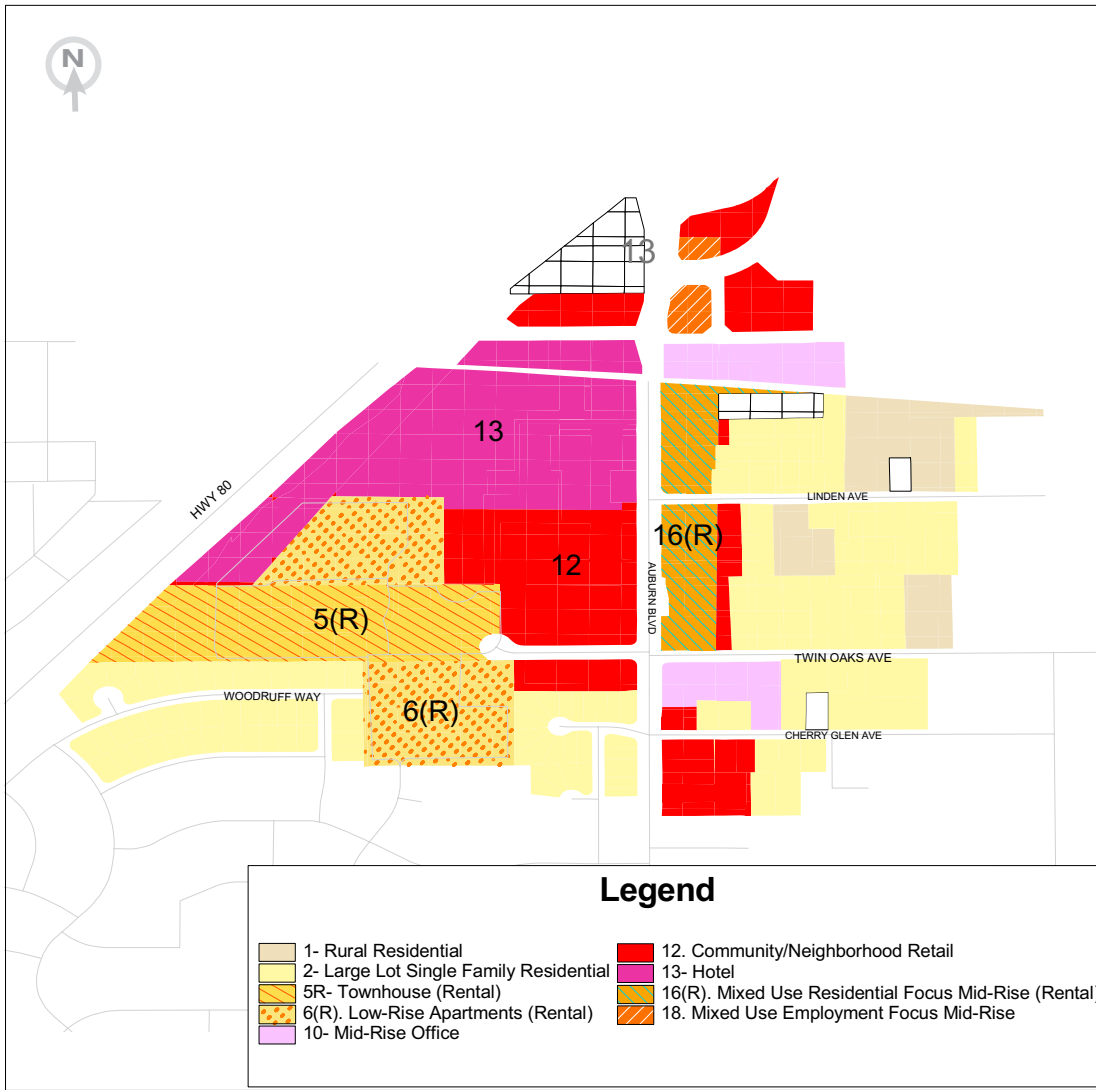 N
13
13
HWY 80
LINDEN AVE
16(R)
12
AUBURN BLVD
5(R)
TWIN OAKS AVE
WOODRUFF WAY
6(R)
CHERRY GLEN AVE
Legend
1- Rural Residential
2- Large Lot Single Family Residential
5R- Townhouse (Rental)
6(R). Low-Rise Apartments (Rental)
10- Mid-Rise Office
12. Community/Neighborhood Retail
13- Hotel
16(R). Mixed Use Residential Focus Mid-Rise (Rental)
18. Mixed Use Employment Focus Mid-Rise